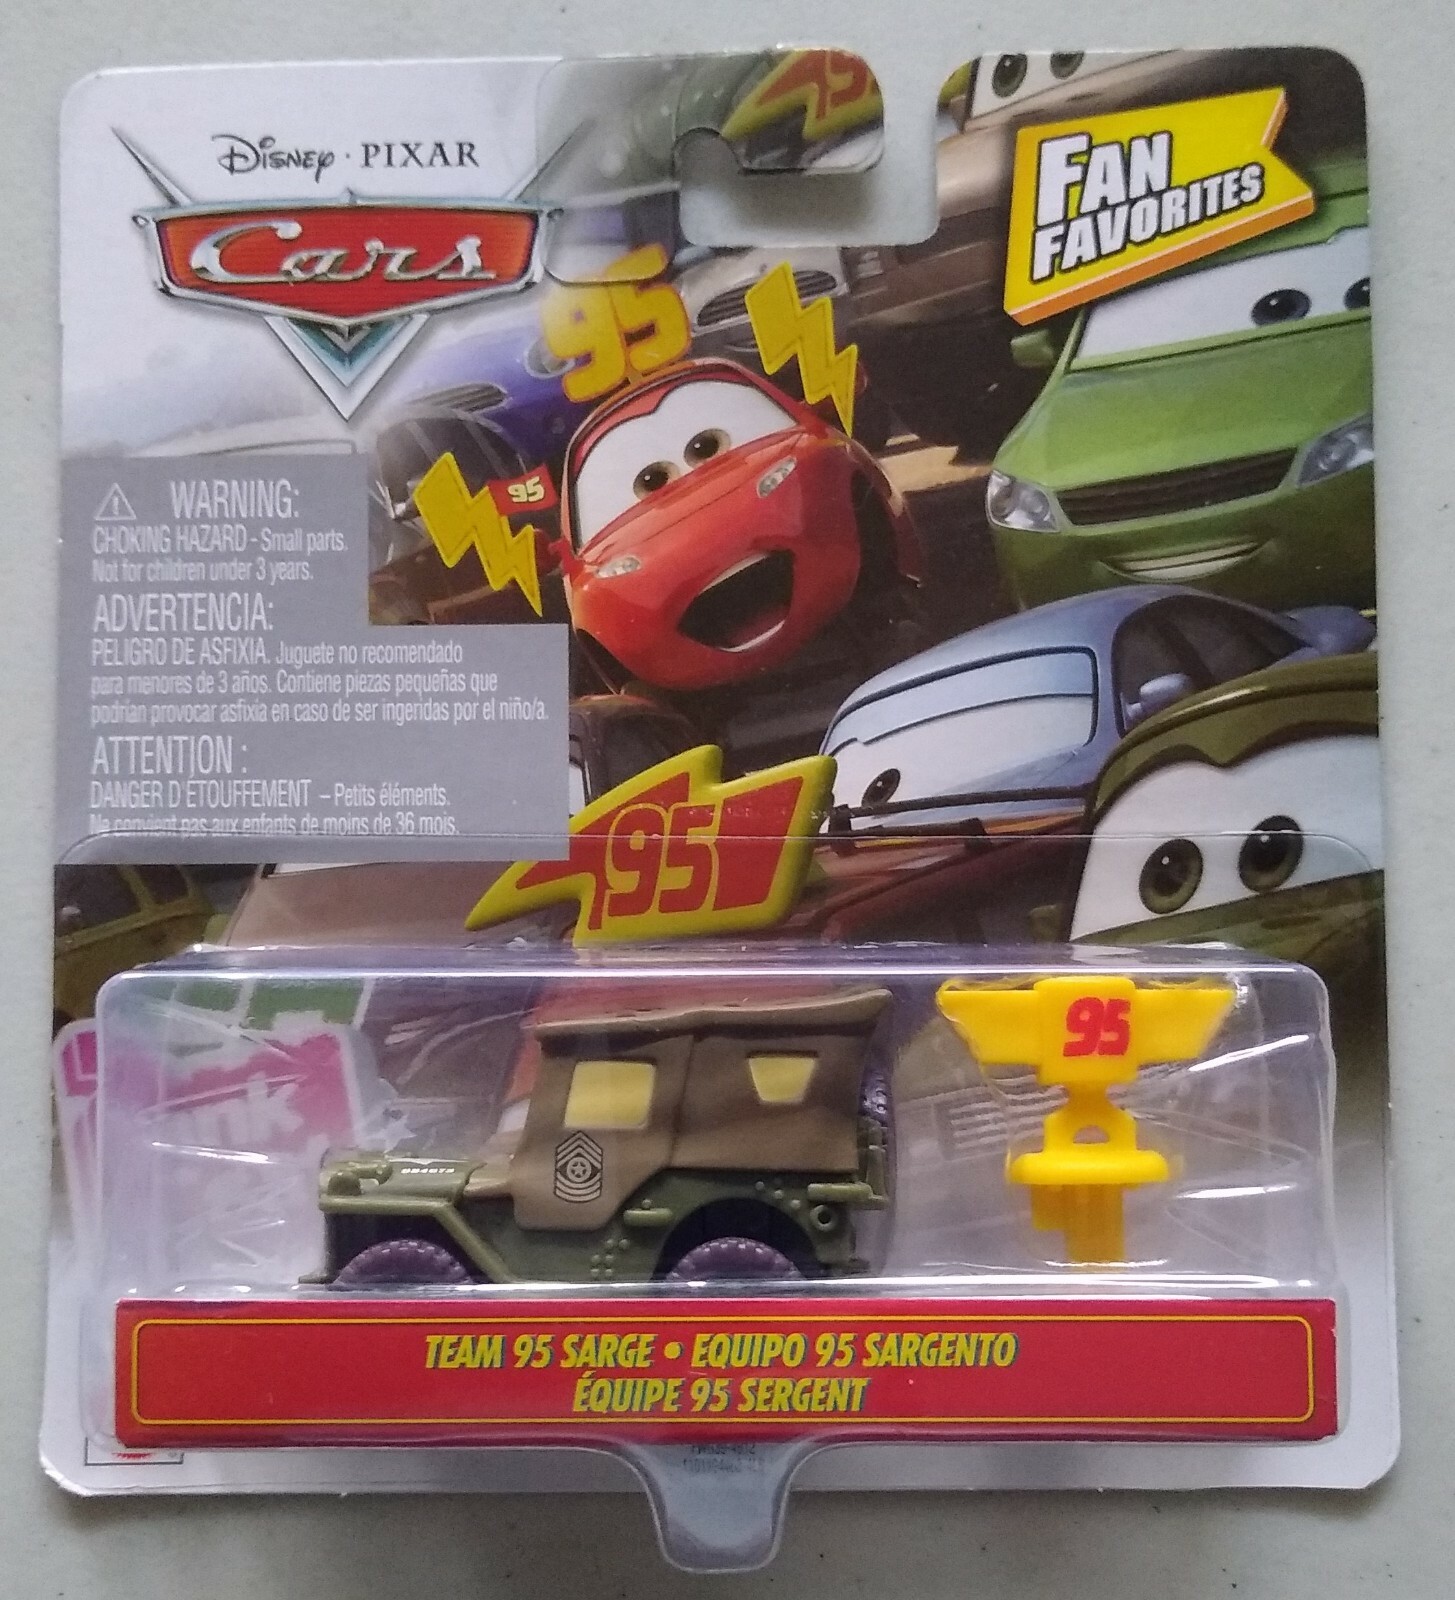 Disney · PIXAR
Cars
FAN
FAVORITES
95
95
⚠ WARNING:
CHOKING HAZARD - Small parts.
Not for children under 3 years.
ADVERTENCIA:
PELIGRO DE ASFIXIA. Juguete no recomendado
para menores de 3 años. Contiene piezas pequeñas que
podrían provocar asfixia en caso de ser ingeridas por el niño/a.
ATTENTION :
DANGER D'ÉTOUFFEMENT – Petits éléments.
Ne convient pas aux enfants de moins de 36 mois.
95
95
TEAM 95 SARGE • EQUIPO 95 SARGENTO
ÉQUIPE 95 SERGENT